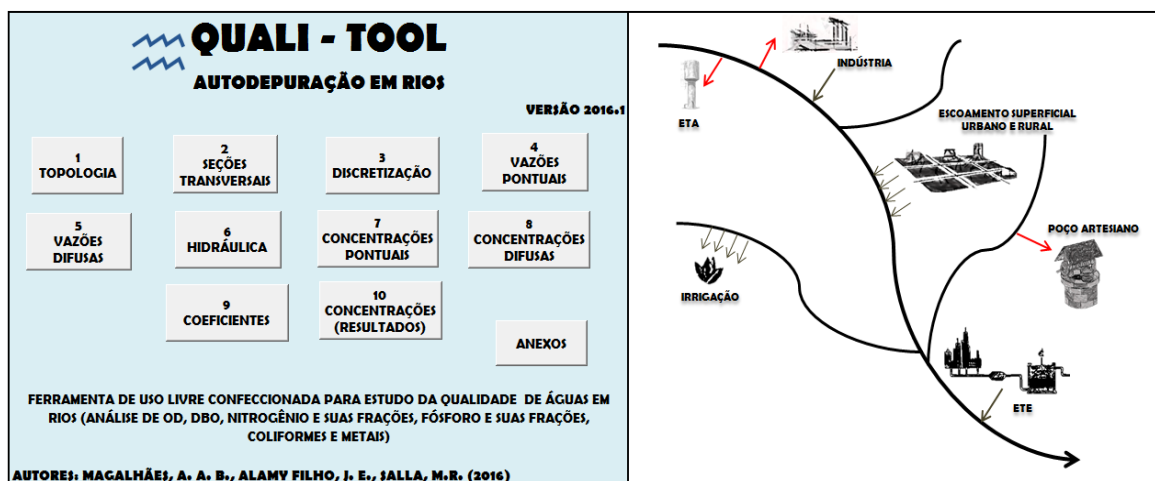 QUALI - TOOL
AUTODEPURAÇÃO EM RIOS
VERSÃO 2016.1
1
TOPOLOGIA
2
SEÇÕES
TRANSVERSAIS
3
DISCRETIZAÇÃO
4
VAZÕES
PONTUAIS
5
VAZÕES
DIFUSAS
6
HIDRÁULICA
7
CONCENTRAÇÕES
PONTUAIS
8
CONCENTRAÇÕES
DIFUSAS
9
COEFICIENTES
10
CONCENTRAÇÕES
(RESULTADOS)
ANEXOS
FERRAMENTA DE USO LIVRE CONFECCIONADA PARA ESTUDO DA QUALIDADE DE ÁGUAS EM
RIOS (ANÁLISE DE OD, DBO, NITROGÊNIO E SUAS FRAÇÕES, FÓSFORO E SUAS FRAÇÕES,
COLIFORMES E METAIS)
AUTORES: MAGALHÃES, A. A. B., ALAMY FILHO, J. E., SALLA, M.R. (2016)
INDÚSTRIA
ETA
ESCOAMENTO SUPERFICIAL
URBANO E RURAL
POÇO ARTESIANO
IRRIGAÇÃO
ETE